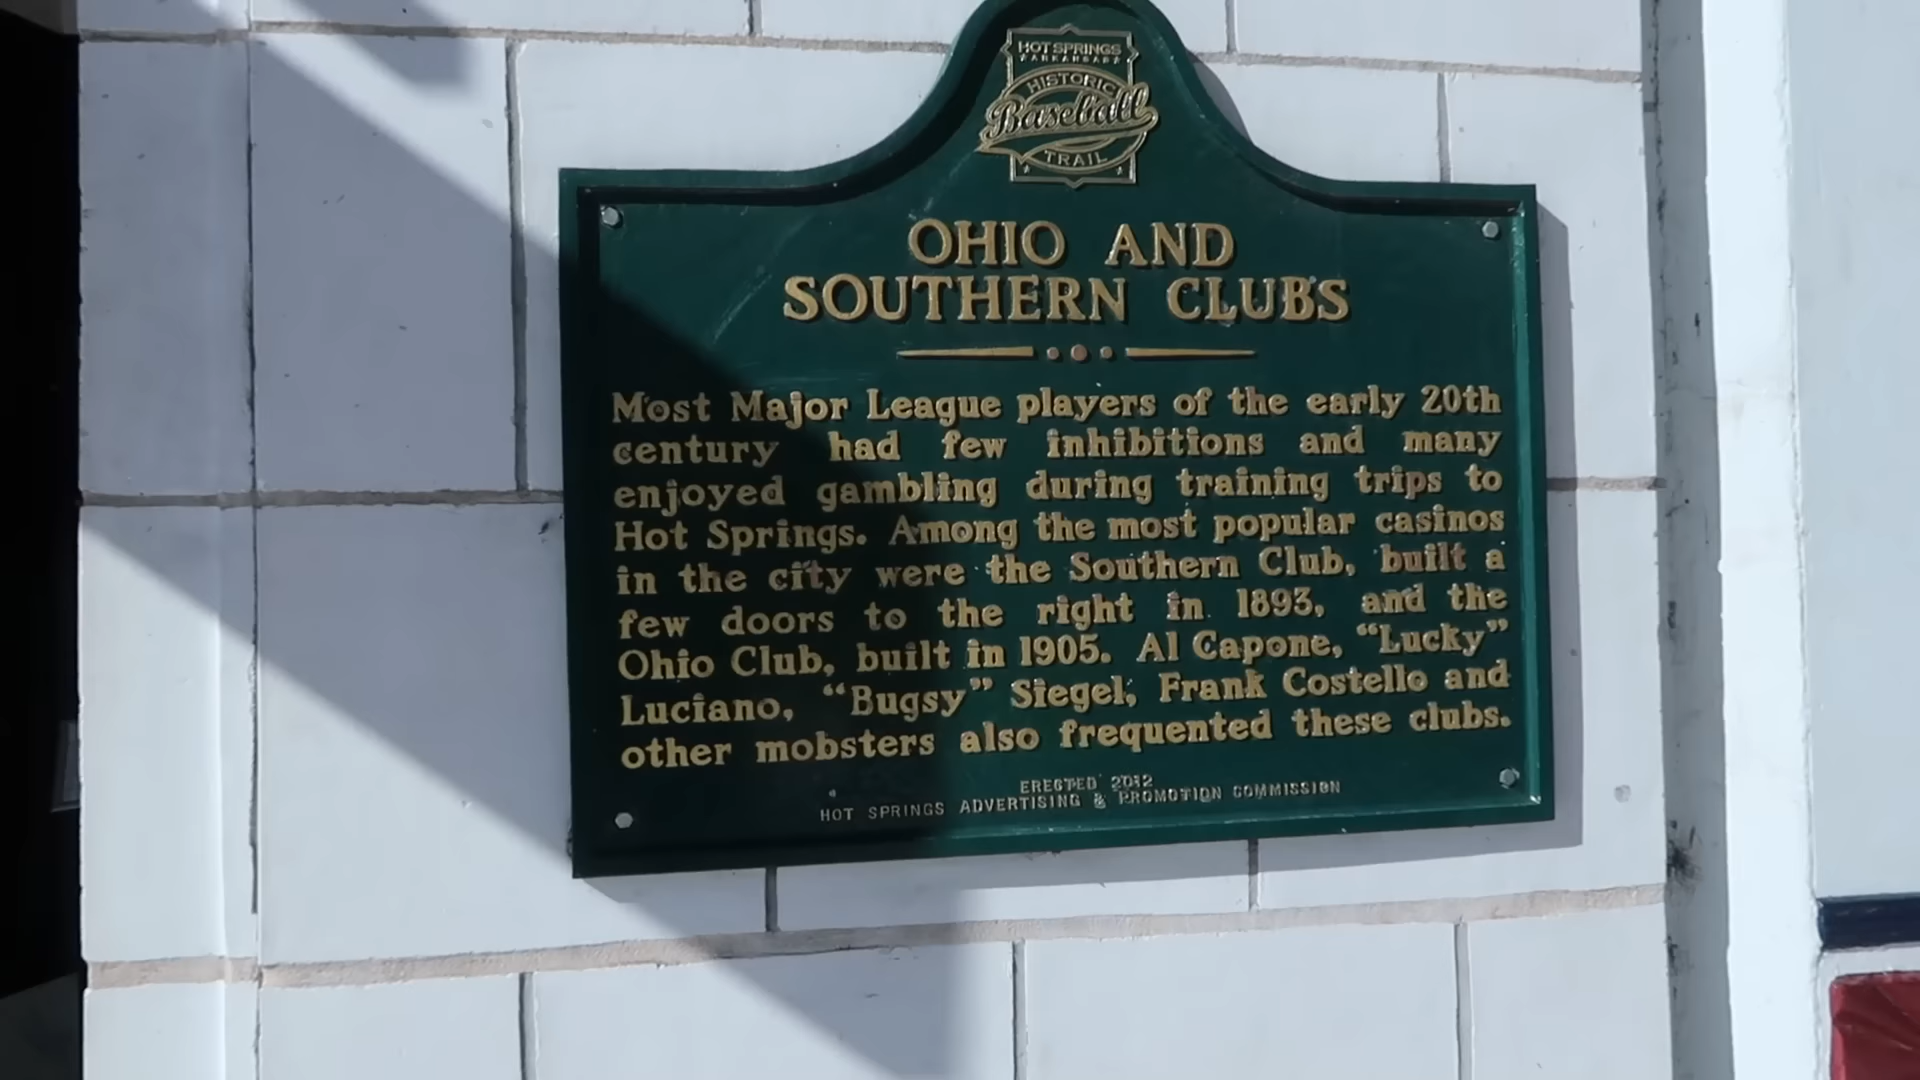 HOT SPRINGS
ARKANSAS
HISTORIC
Baseball
TRAIL
OHIO AND
SOUTHERN CLUBS
Most Major League players of the early 20th
century had few inhibitions and many
enjoyed gambling during training trips to
Hot Springs. Among the most popular casinos
in the city were the Southern Club, built a
few doors to the right in 1893, and the
Ohio Club, built in 1905. Al Capone, “Lucky”
Luciano, “Bugsy” Siegel, Frank Costello and
other mobsters also frequented these clubs.
ERECTED 2012
HOT SPRINGS ADVERTISING & PROMOTION COMMISSION